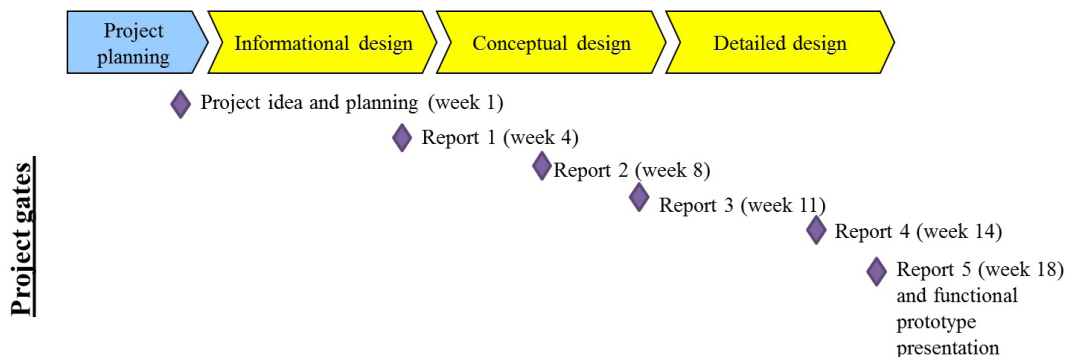 Project
planning
Informational design
Conceptual design
Detailed design
Project idea and planning (week 1)
Report 1 (week 4)
Report 2 (week 8)
Report 3 (week 11)
Report 4 (week 14)
Report 5 (week 18)
and functional
prototype
presentation
Project gates